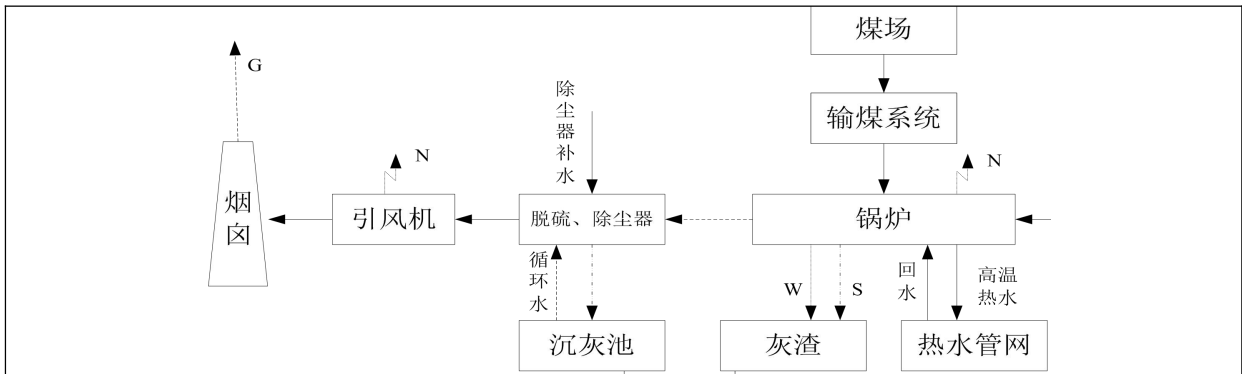 煤场
G
除尘器补水
输煤系统
N
N
烟囱
引风机
脱硫、除尘器
锅炉
循环水
W
S
回水
高温
热水
沉灰池
灰渣
热水管网